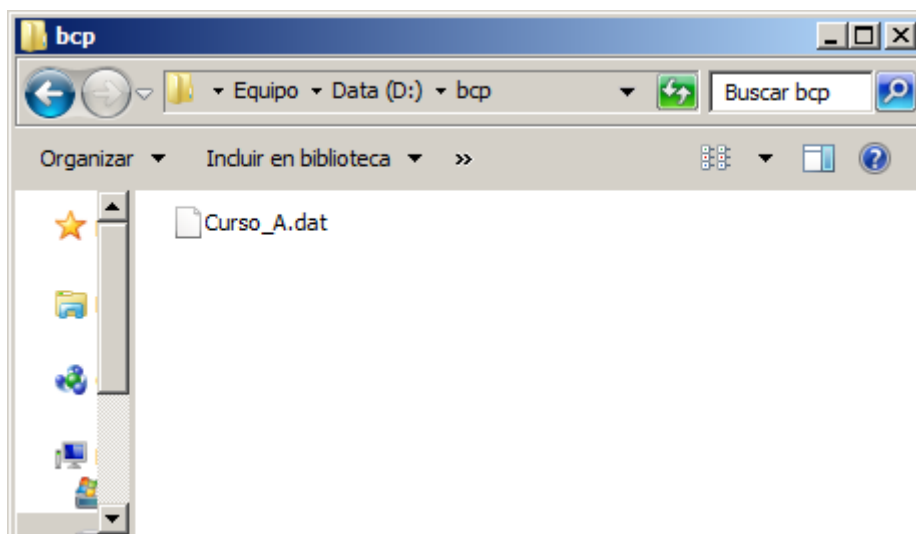 bcp
Equipo Data (D:) bcp Buscar bcp
Organizar Incluir en biblioteca »
Curso_A.dat